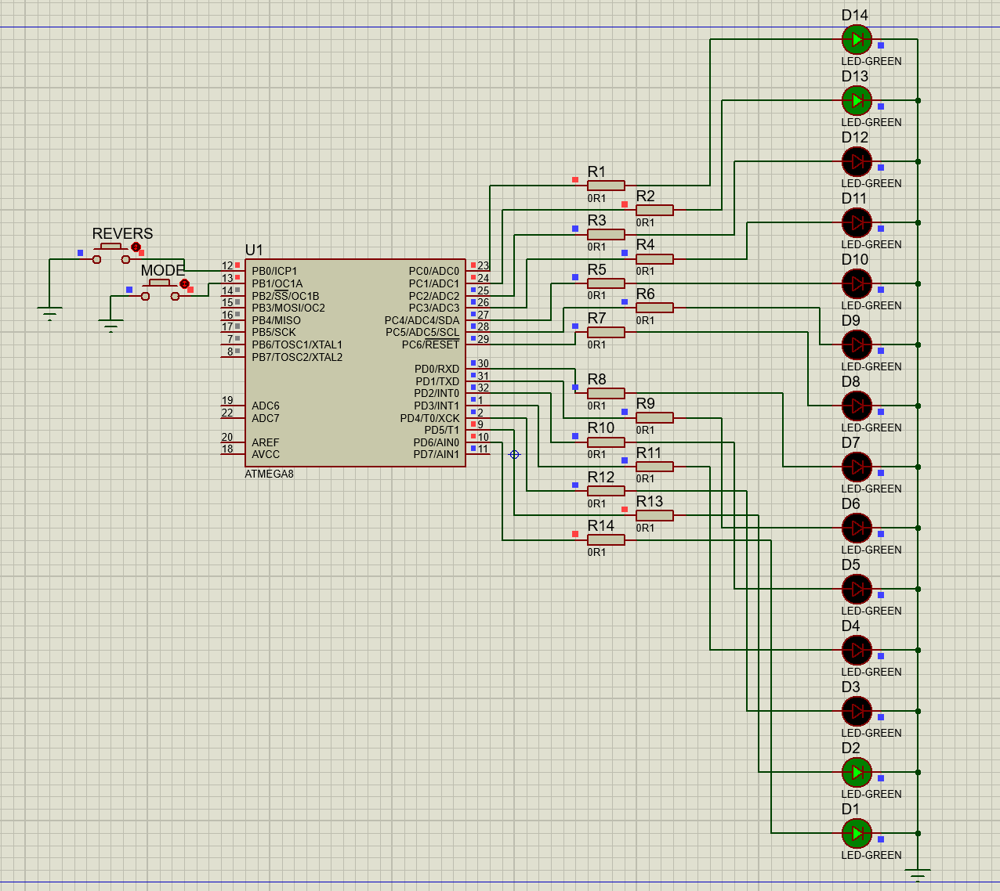 REVERS
MODE
U1
12 PB0/ICP1
13 PB1/OC1A
14 PB2/SS/OC1B
15 PB3/MOSI/OC2
16 PB4/MISO
17 PB5/SCK
7 PB6/TOSC1/XTAL1
8 PB7/TOSC2/XTAL2
19 ADC6
22 ADC7
20 AREF
18 AVCC
PC0/ADC0 23
PC1/ADC1 24
PC2/ADC2 25
PC3/ADC3 26
PC4/ADC4/SDA 27
PC5/ADC5/SCL 28
PC6/RESET 29
PD0/RXD 30
PD1/TXD 31
PD2/INT0 32
PD3/INT1 1
PD4/T0/XCK 2
PD5/T1 9
PD6/AIN0 10
PD7/AIN1 11
ATMEGA8
R1
0R1
R2
0R1
R3
0R1
R4
0R1
R5
0R1
R6
0R1
R7
0R1
R8
0R1
R9
0R1
R10
0R1
R11
0R1
R12
0R1
R13
0R1
R14
0R1
D14
LED-GREEN
D13
LED-GREEN
D12
LED-GREEN
D11
LED-GREEN
D10
LED-GREEN
D9
LED-GREEN
D8
LED-GREEN
D7
LED-GREEN
D6
LED-GREEN
D5
LED-GREEN
D4
LED-GREEN
D3
LED-GREEN
D2
LED-GREEN
D1
LED-GREEN